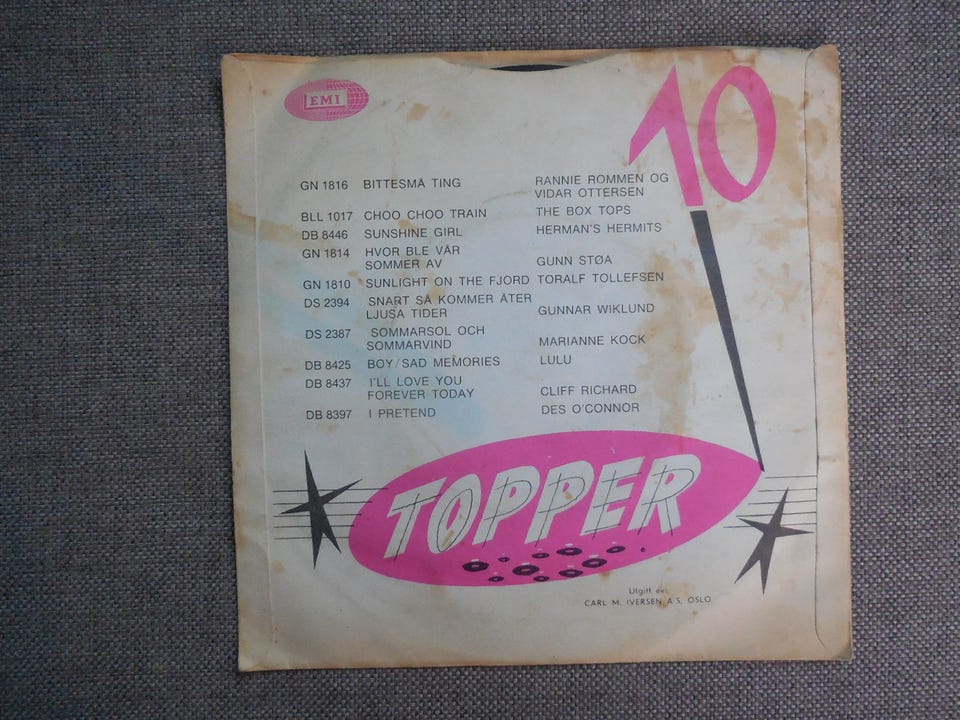 EMI
10
GN 1816 BITTESMÅ TING RANNIE ROMMEN OG
VIDAR OTTERSEN
BLL 1017 CHOO CHOO TRAIN THE BOX TOPS
DB 8446 SUNSHINE GIRL HERMAN'S HERMITS
GN 1814 HVOR BLE VÅR
SOMMER AV GUNN STØA
GN 1810 SUNLIGHT ON THE FJORD TORALF TOLLEFSEN
DS 2394 SNART SÅ KOMMER ÅTER
LJUSA TIDER GUNNAR WIKLUND
DS 2387 SOMMARSOL OCH
SOMMARVIND MARIANNE KOCK
DB 8425 BOY/SAD MEMORIES LULU
DB 8437 I'LL LOVE YOU
FOREVER TODAY CLIFF RICHARD
DB 8397 I PRETEND DES O'CONNOR
TOPPER
Utgitt av:
CARL M. IVERSEN A S. OSLO